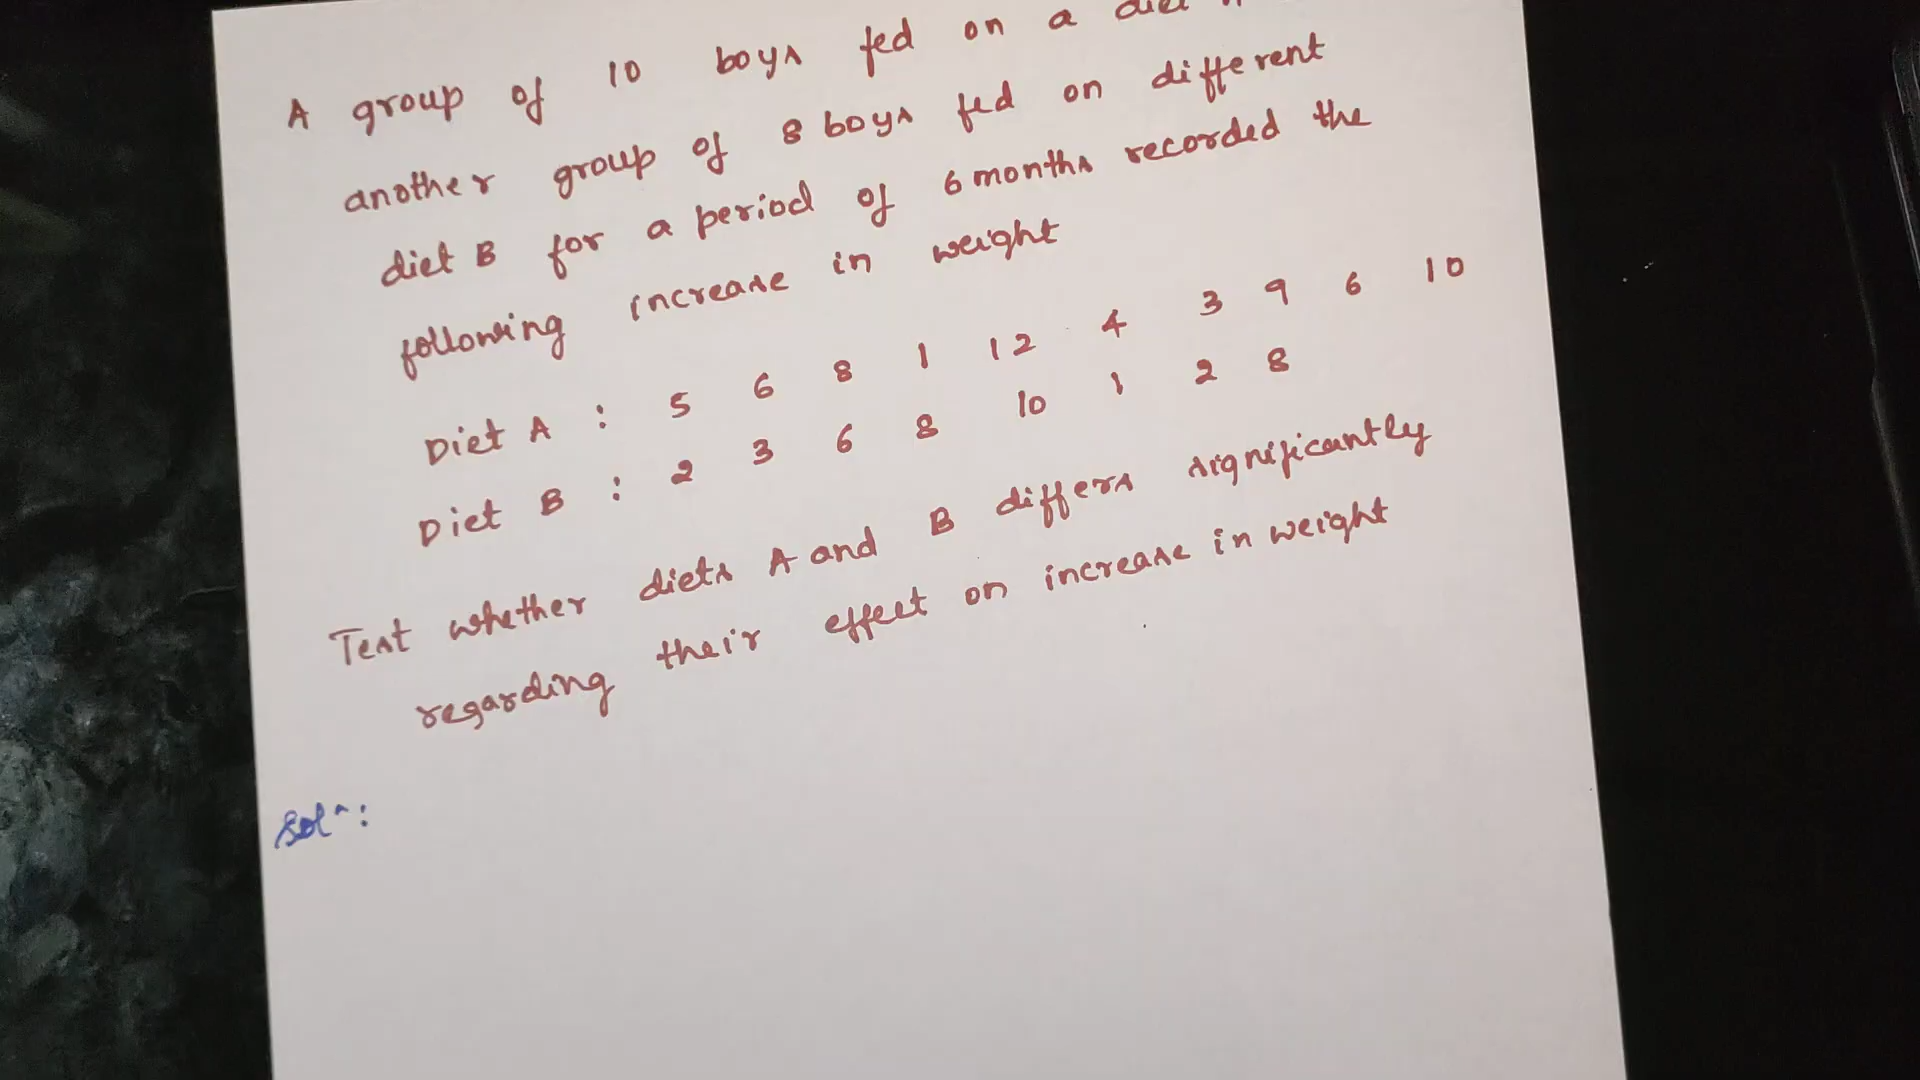 A group of 10 boys fed on a diet
another group of 8 boys fed on different
diet B for a period of 6 months recorded the
following increase in weight
Diet A : 5 6 8 1 12 4 3 9 6 10
Diet B : 2 3 6 8 10 1 2 8
Test whether diets A and B differs significantly
regarding their effect on increase in weight
Solⁿ: